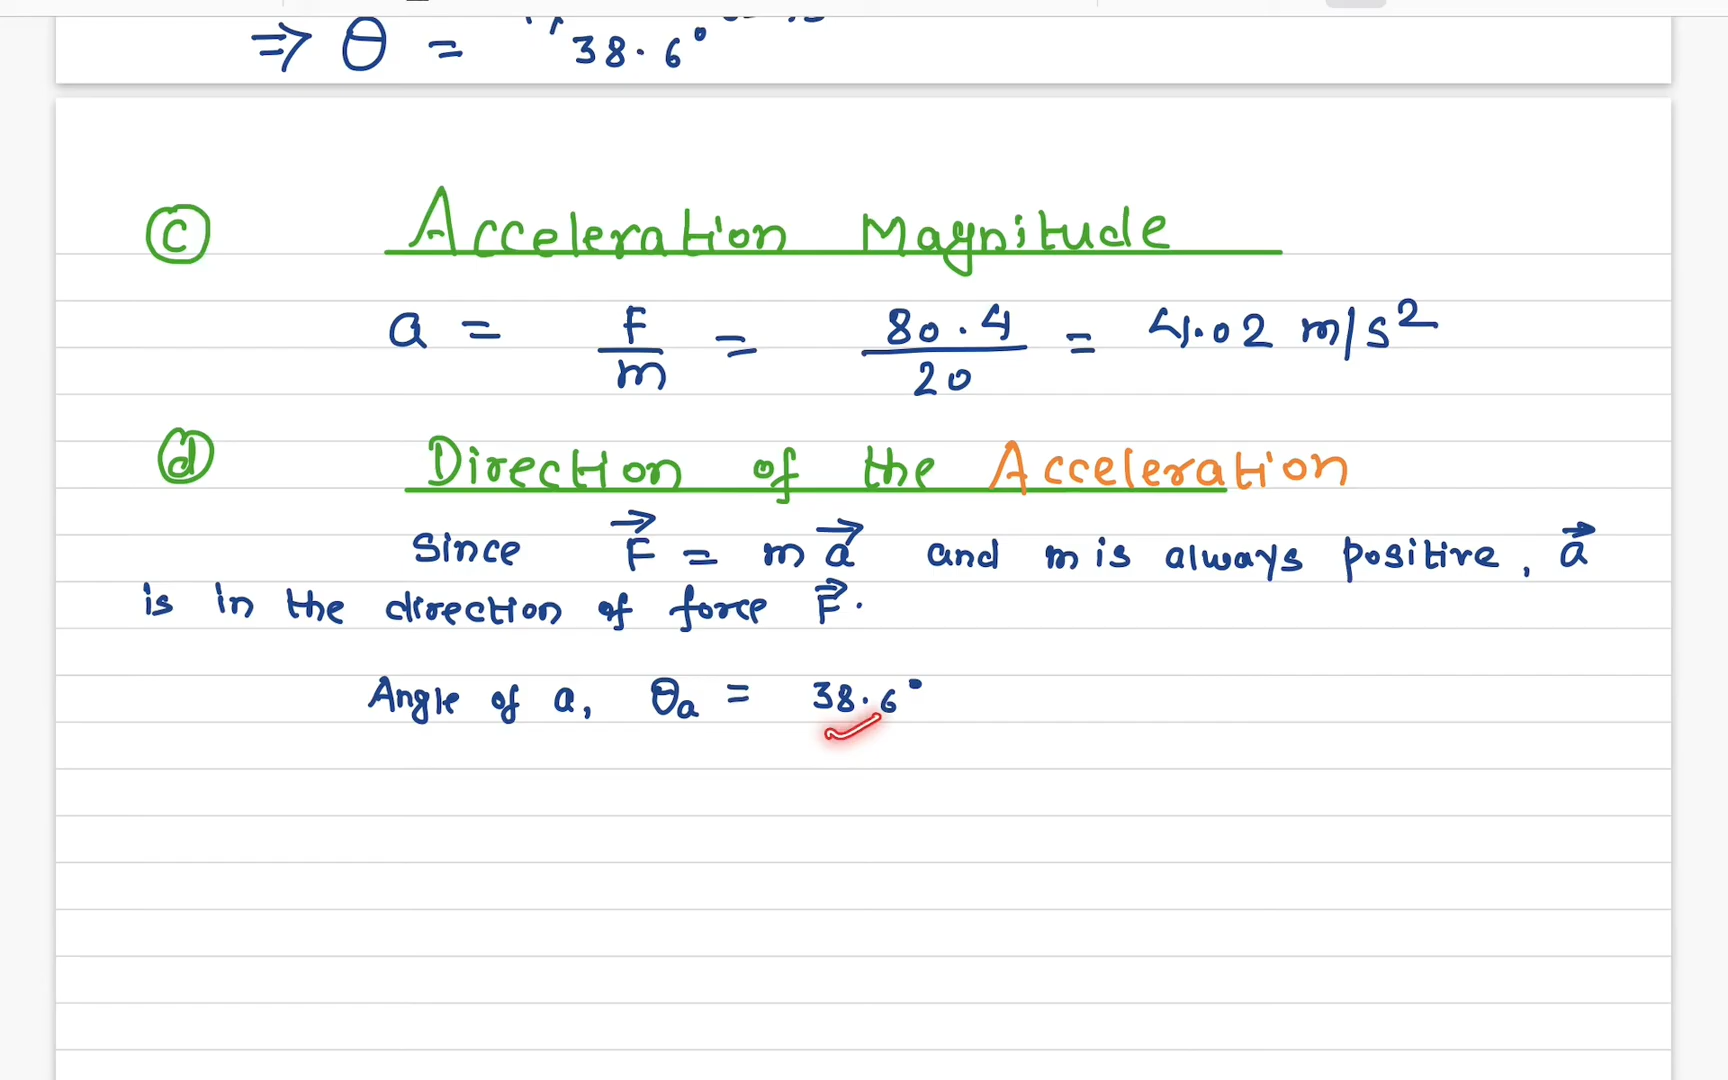 ⇒ θ = 38.6°
(c) Acceleration Magnitude
a = F/m = 80.4/20 = 4.02 m/s²
(d) Direction of the Acceleration
Since F⃗ = m a⃗ and m is always positive, a⃗
is in the direction of force F⃗.
Angle of a, θₐ = 38.6°